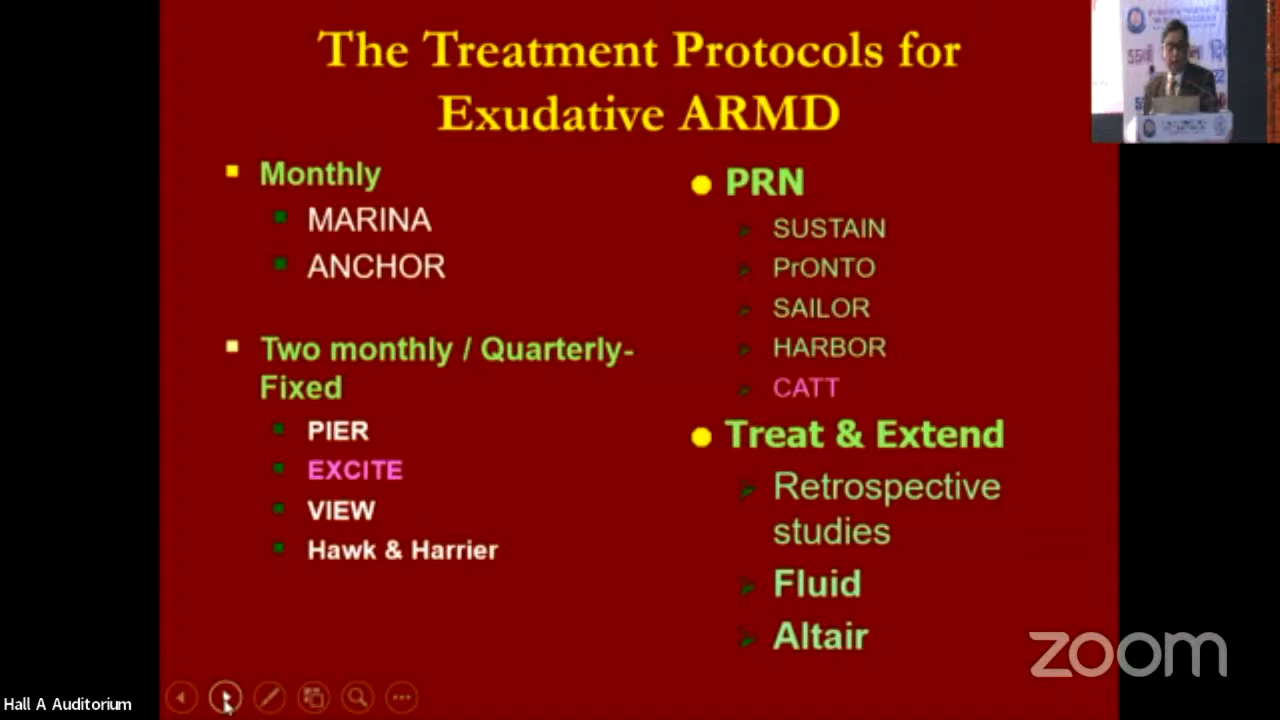 The Treatment Protocols for
Exudative ARMD
Monthly
MARINA
ANCHOR
Two monthly / Quarterly-
Fixed
PIER
EXCITE
VIEW
Hawk & Harrier
PRN
SUSTAIN
PrONTO
SAILOR
HARBOR
CATT
Treat & Extend
Retrospective
studies
Fluid
Altair
zoom
Hall A Auditorium